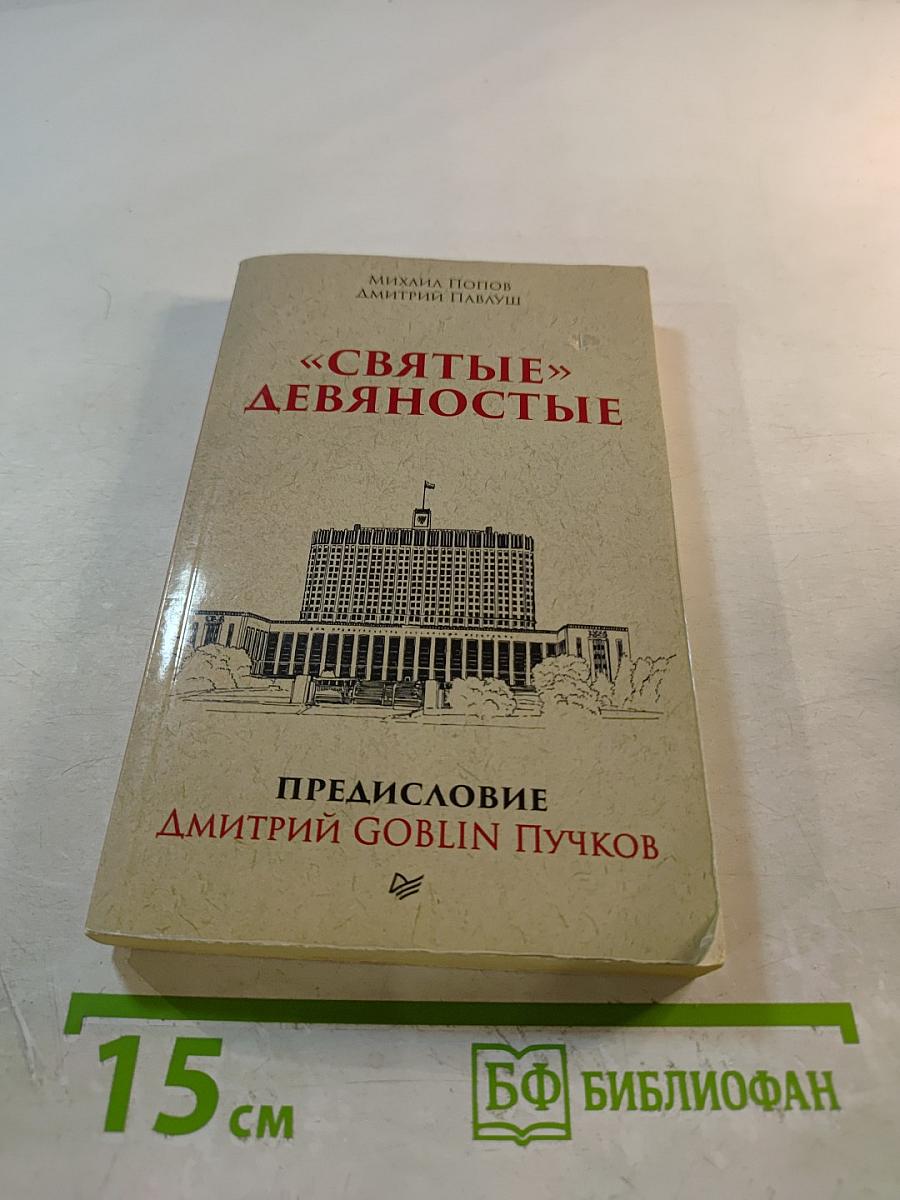 Михаил Попов
Дмитрий Павлуш
«СВЯТЫЕ»
ДЕВЯНОСТЫЕ
ПРЕДИСЛОВИЕ
Дмитрий GOBLIN Пучков
15 см
БФ БИБЛИОФАН